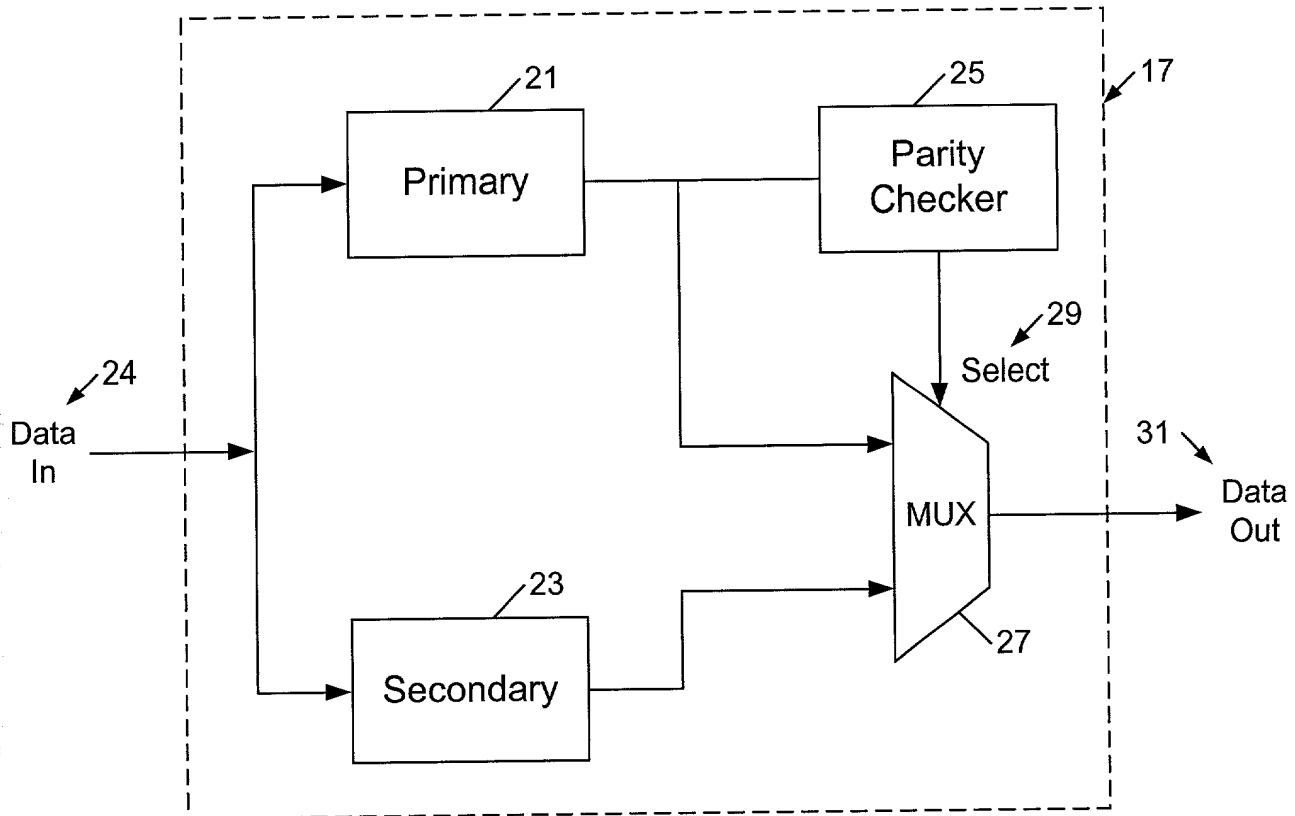 21
25
17
Primary
Parity
Checker
29
Select
24
Data
In
31
Data
Out
MUX
23
27
Secondary